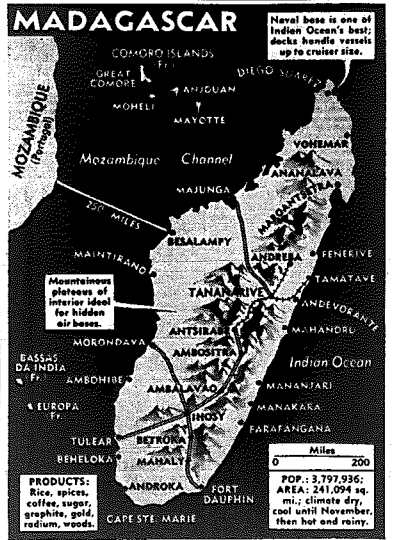 MADAGASCAR
Naval base is one of
Indian Ocean's best;
docks handle vessels
up to cruiser size.
COMORO ISLANDS
Fr.
GREAT
COMORE
ANJOUAN
MOHELI
MAYOTTE
DIEGO SUAREZ
MOZAMBIQUE
(Portugal)
Mozambique Channel
VOHEMAR
ANANALAVA
MAJUNGA
250 MILES
BESALAMPY
ANDREBA
FENERIVE
MAINTIRANO
TAMATAVE
TANANARIVE
ANDEVORANTE
Mountainous
plateaus of
interior ideal
for hidden
air bases.
ANTSIRABE
MAHANORU
MORONDAVA
AMBOSITRA
Indian Ocean
BASSAS
DA INDIA
Fr.
AMBOHIBE
AMBALAVAO
MANANJARI
EUROPA
Fr.
IHOSY
MANAKARA
FARAFANGANA
TULEAR
BETROKA
BEHELOKA
MAHALY
Miles
0 200
PRODUCTS:
Rice, spices,
coffee, sugar,
graphite, gold,
radium, woods.
ANDROKA
FORT
DAUPHIN
CAPE STE. MARIE
POP.: 3,797,936;
AREA: 241,094 sq.
mi.; climate dry,
cool until November,
then hot and rainy.